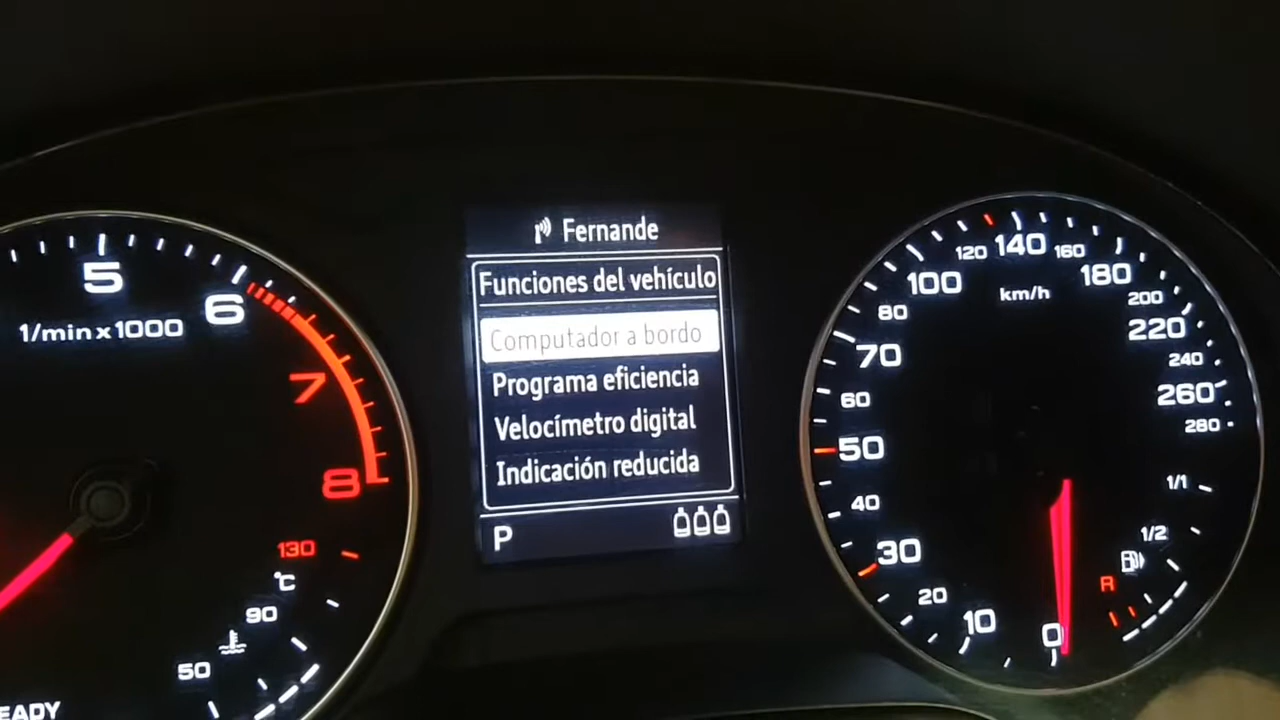 Fernande
Funciones del vehículo
Computador a bordo
Programa eficiencia
Velocímetro digital
Indicación reducida
P
5
6
7
8
1/min x 1000
130
°C
90
50
EADY
0
10
20
30
40
50
60
70
80
100
120
140
160
180
200
220
240
260
280
km/h
1/1
1/2
R